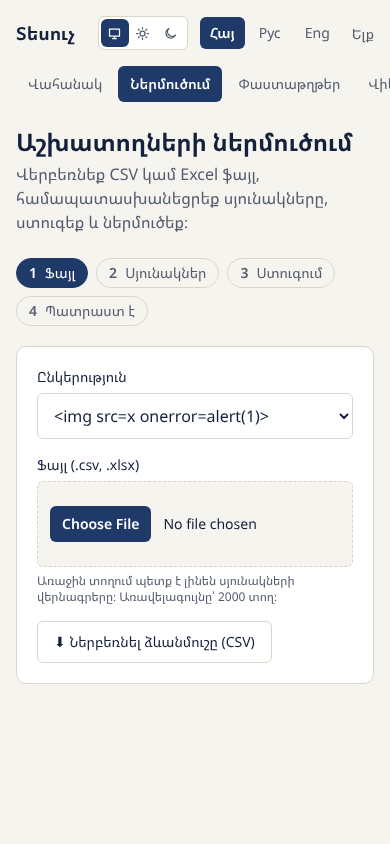 Տեսուչ
Հայ Рус Eng Ելք
Վահանակ Ներմուծում Փաստաթղթեր
Աշխատողների ներմուծում
Վերբեռնեք CSV կամ Excel ֆայլ,
համապատասխանեցրեք սյունակները,
ստուգեք և ներմուծեք:
1 Ֆայլ 2 Սյունակներ 3 Ստուգում
4 Պատրաստ է
Ընկերություն
<img src=x onerror=alert(1)>
Ֆայլ (.csv, .xlsx)
Choose File No file chosen
Առաջին տողում պետք է լինեն սյունակների
վերնագրերը: Առավելագույնը՝ 2000 տող:
⬇ Ներբեռնել ձևանմուշը (CSV)